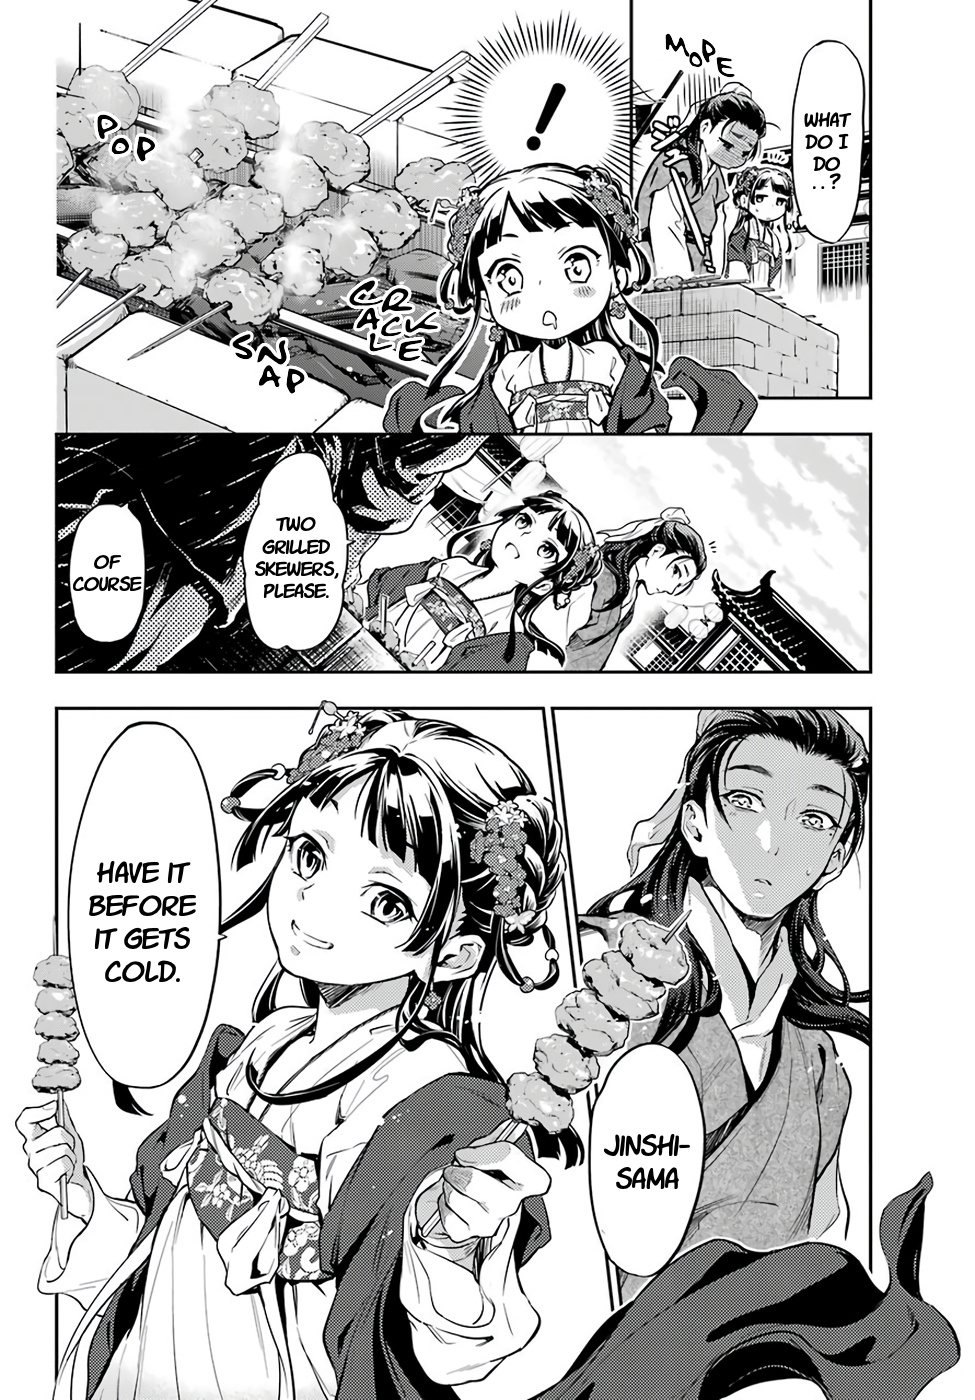 MOPE
WHAT
DO I
DO
..?
!
POP
CRACKLE
SNAP
TWO
GRILLED
SKEWERS,
PLEASE.
OF
COURSE
JINSHI-
SAMA
HAVE IT
BEFORE
IT GETS
COLD.